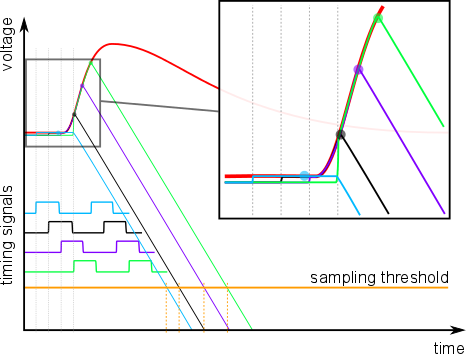 voltage
timing signals
sampling threshold
time